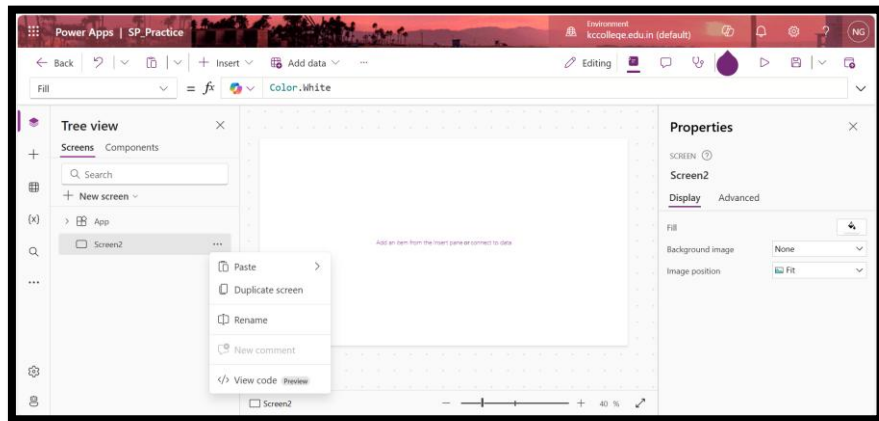 Power Apps | SP_Practice
Environment
kccollege.edu.in (default)
NG
Back
Insert
Add data
Editing
Fill
= fx
Color.White
Tree view
Screens Components
Search
New screen
App
Screen2
Paste
Duplicate screen
Rename
New comment
View code Preview
Add an item from the Insert pane or connect to data
Screen2
40 %
Properties
SCREEN
Screen2
Display Advanced
Fill
Background image None
Image position Fit